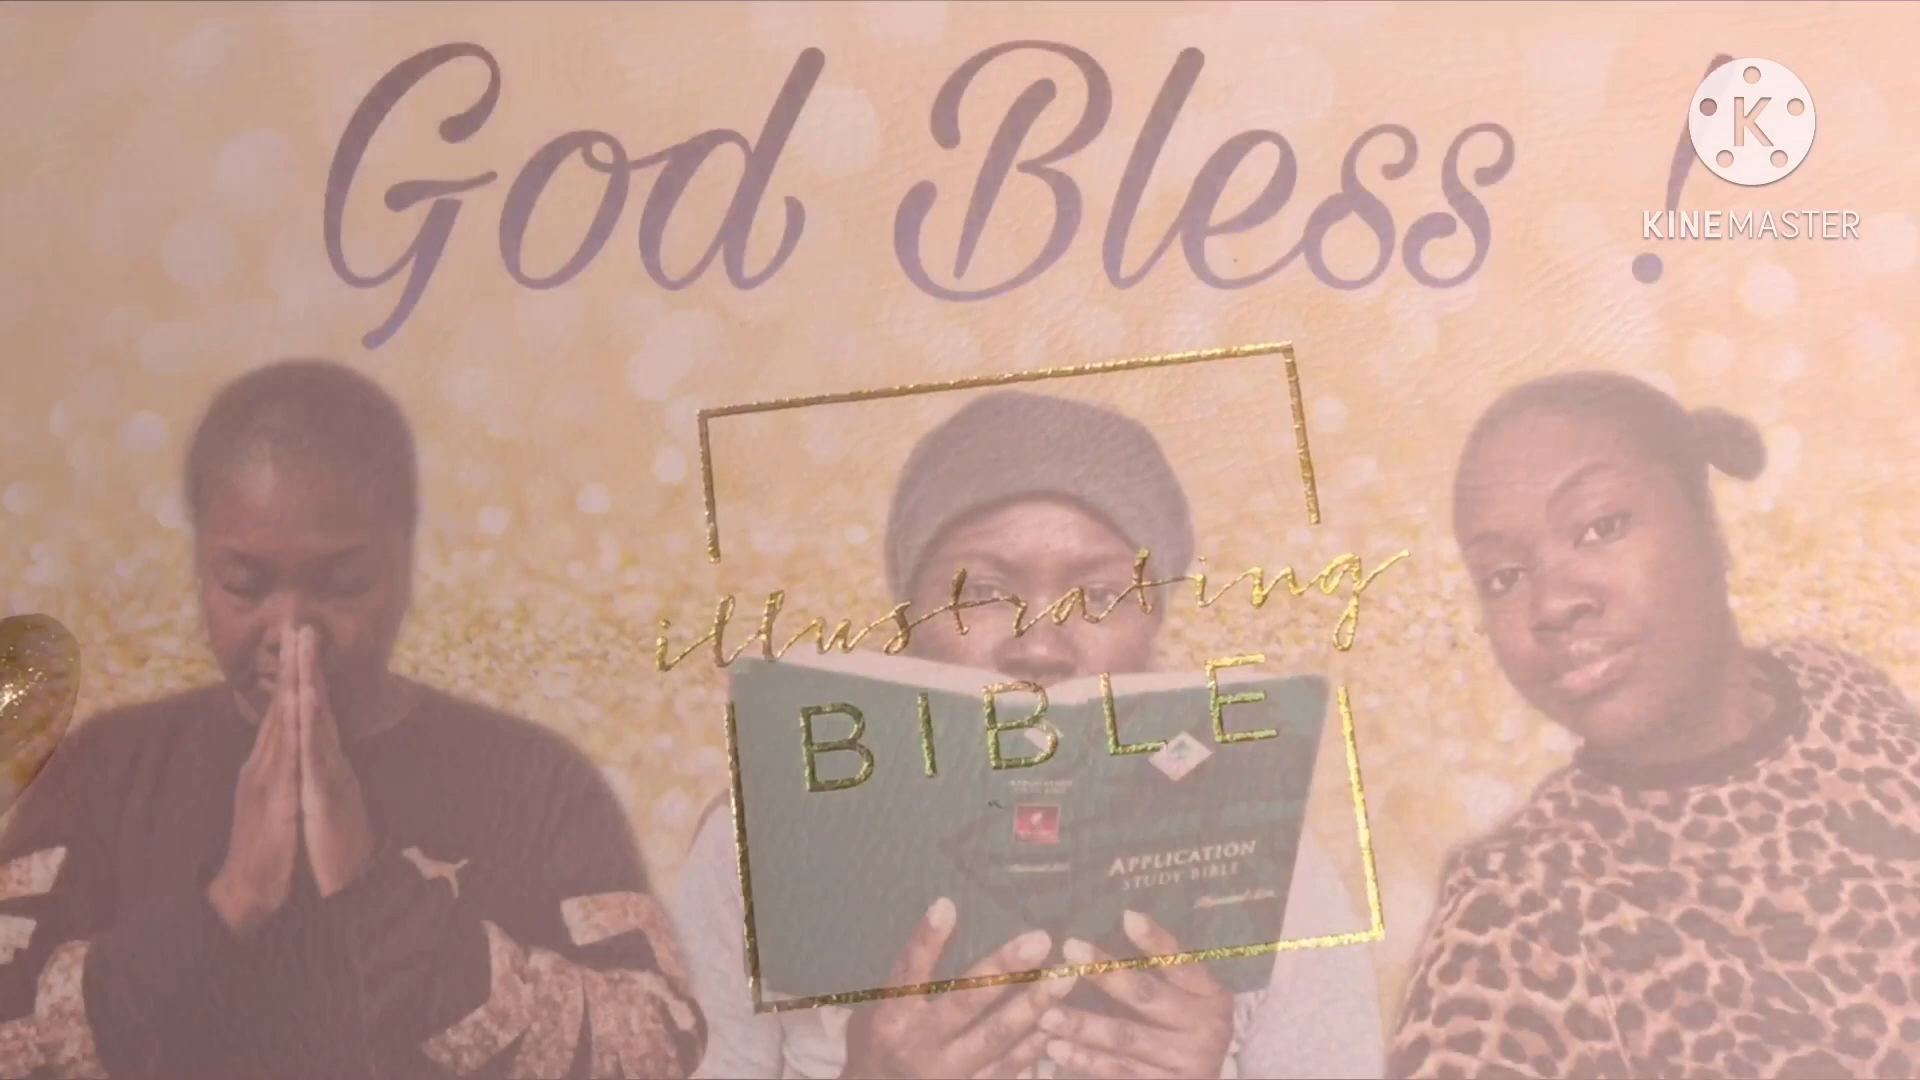 God Bless !
K
KINEMASTER
illustrating
BIBLE
APPLICATION
STUDY BIBLE